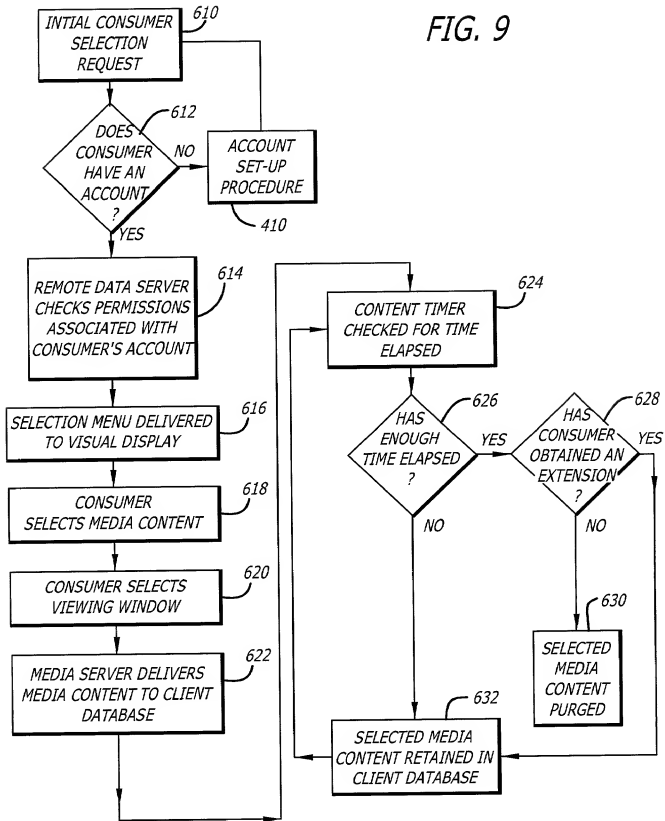 FIG. 9
INTIAL CONSUMER
SELECTION
REQUEST
610
DOES
CONSUMER
HAVE AN
ACCOUNT
?
612
NO
YES
ACCOUNT
SET-UP
PROCEDURE
410
REMOTE DATA SERVER
CHECKS PERMISSIONS
ASSOCIATED WITH
CONSUMER'S ACCOUNT
614
SELECTION MENU DELIVERED
TO VISUAL DISPLAY
616
CONSUMER
SELECTS MEDIA CONTENT
618
CONSUMER SELECTS
VIEWING WINDOW
620
MEDIA SERVER DELIVERS
MEDIA CONTENT TO CLIENT
DATABASE
622
CONTENT TIMER
CHECKED FOR TIME
ELAPSED
624
HAS
ENOUGH
TIME ELAPSED
?
626
YES
NO
HAS
CONSUMER
OBTAINED AN
EXTENSION
?
628
YES
NO
630
SELECTED
MEDIA
CONTENT
PURGED
632
SELECTED MEDIA
CONTENT RETAINED IN
CLIENT DATABASE